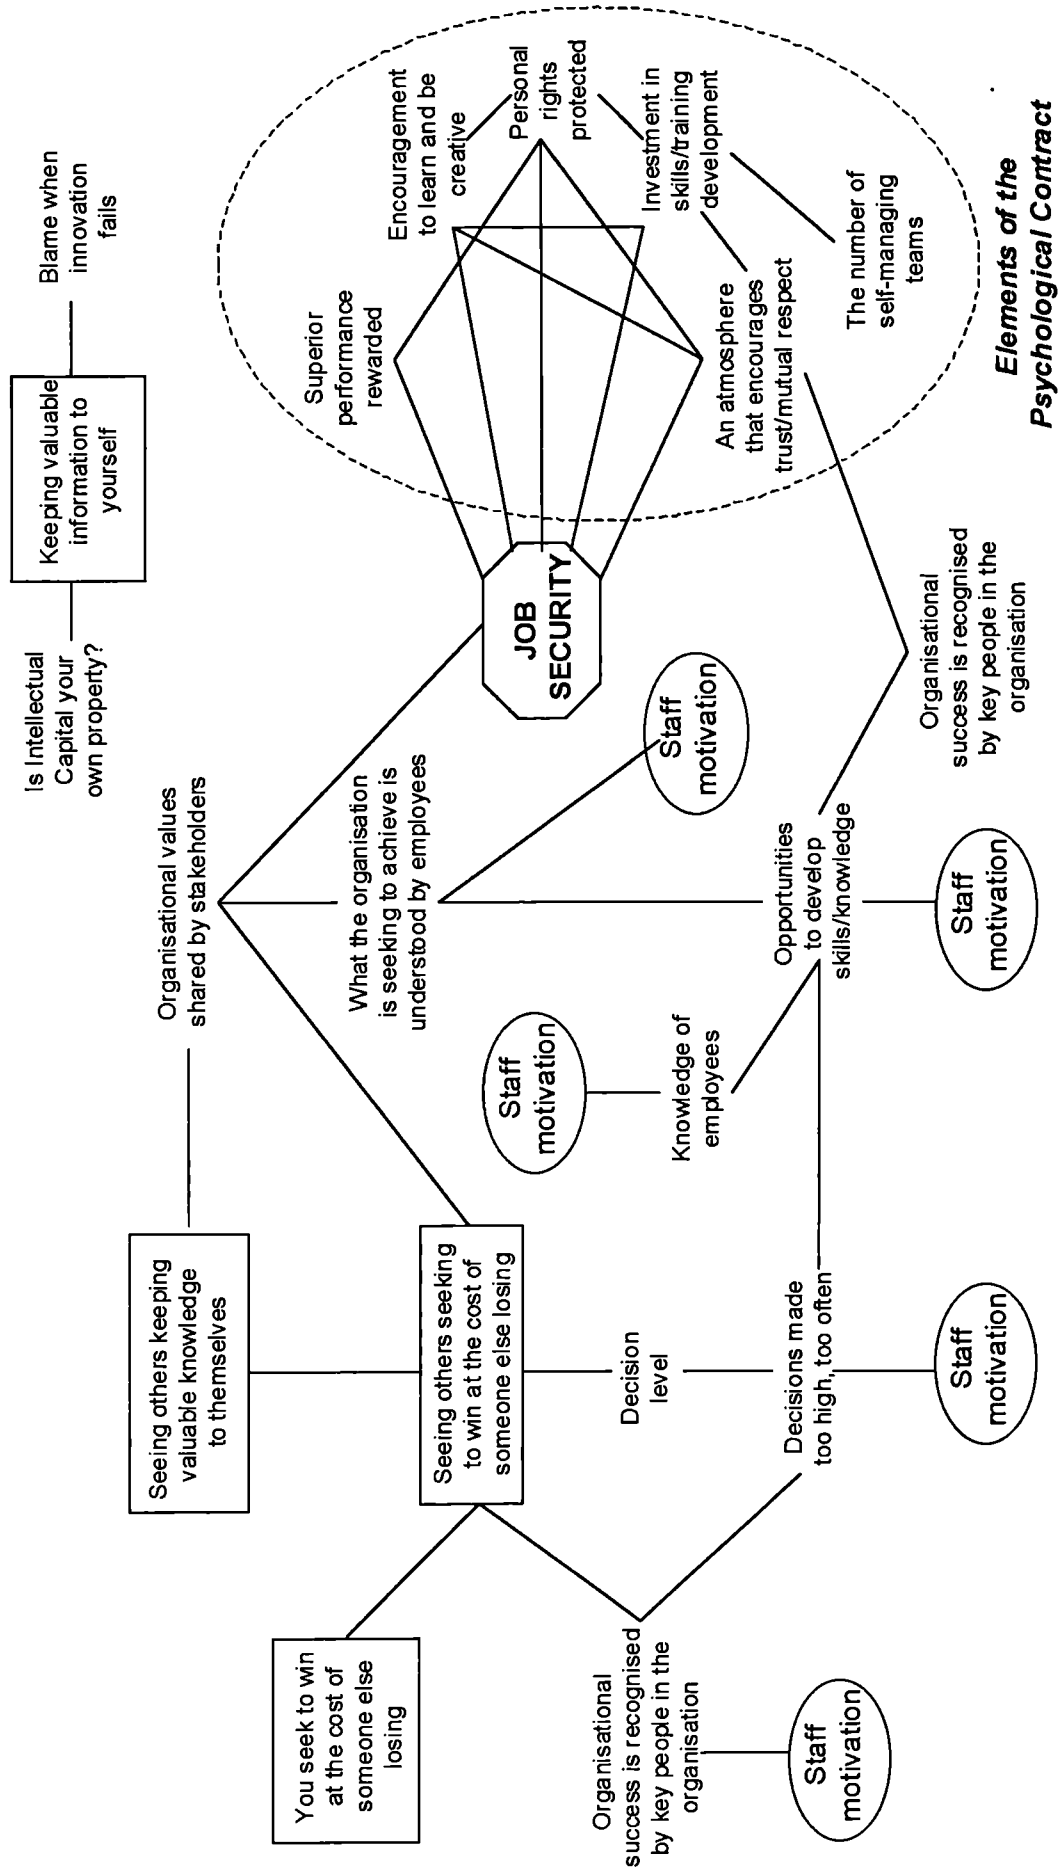 Is Intellectual
Capital your
own property?
Keeping valuable
information to
yourself
Blame when
innovation
fails
Seeing others keeping
valuable knowledge
to themselves
Organisational values
shared by stakeholders
You seek to win
at the cost of
someone else
losing
Seeing others seeking
to win at the cost of
someone else losing
What the organisation
is seeking to achieve is
understood by employees
Superior
performance
rewarded
Encouragement
to learn and be
creative
Staff
motivation
JOB
SECURITY
Personal
rights
protected
Organisational
success is recognised
by key people in the
organisation
Decision
level
Knowledge of
employees
Staff
motivation
Investment in
skills/training
development
An atmosphere
that encourages
trust/mutual respect
Decisions made
too high, too often
Opportunities
to develop
skills/knowledge
The number of
self-managing
teams
Staff
motivation
Staff
motivation
Staff
motivation
Organisational
success is recognised
by key people in the
organisation
Elements of the
Psychological Contract